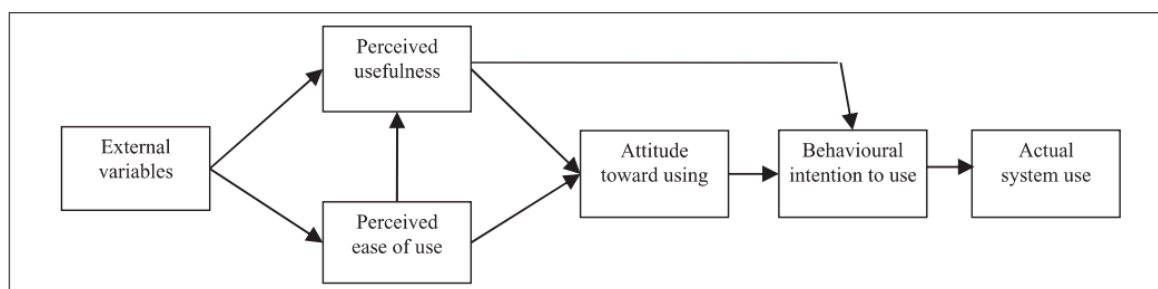 Perceived
usefulness
External
variables
Perceived
ease of use
Attitude
toward using
Behavioural
intention to use
Actual
system use